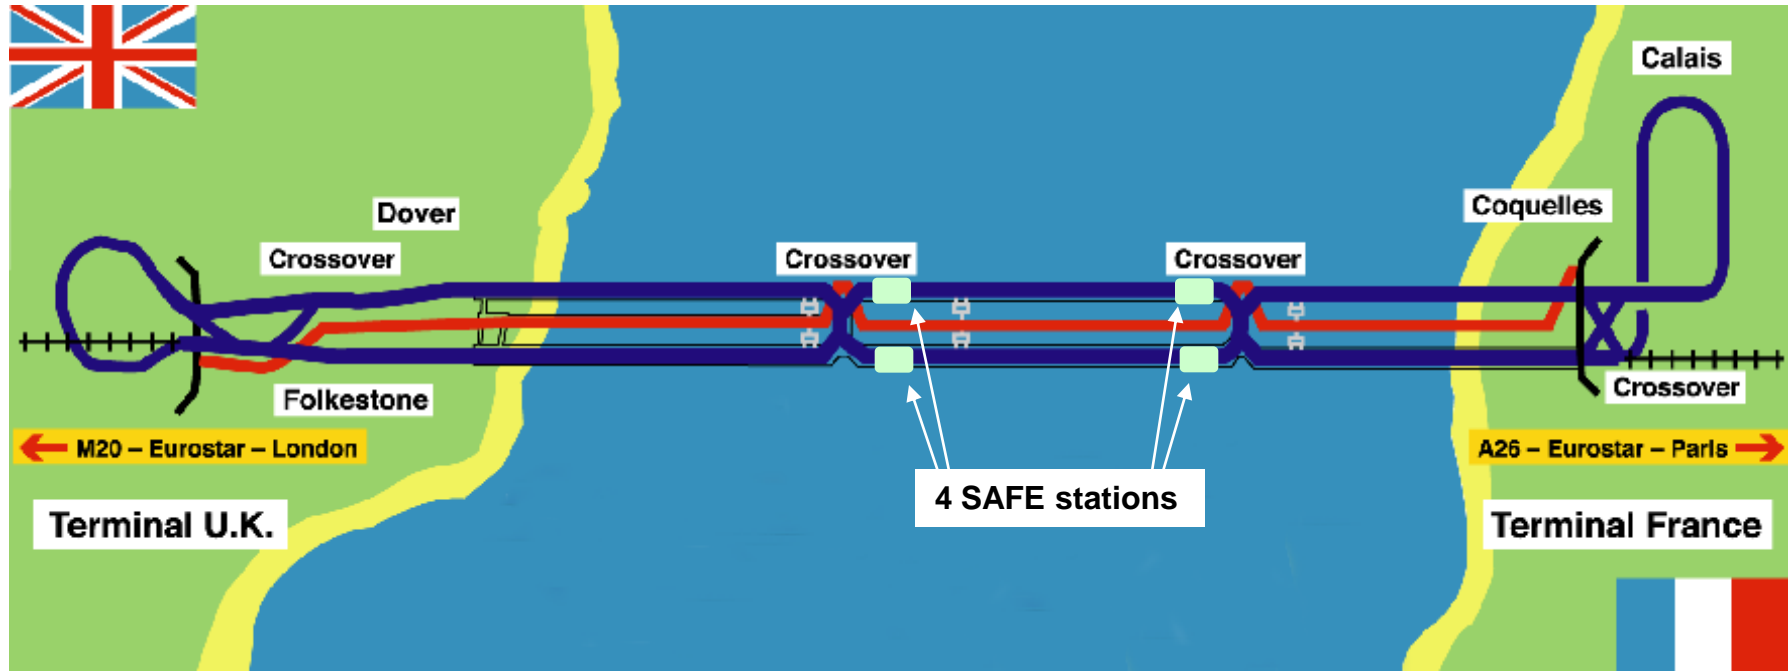 Calais
Coquelles
Dover
Crossover
Crossover
Crossover
Crossover
Folkestone
M20 – Eurostar – London
A26 – Eurostar – Paris
4 SAFE stations
Terminal U.K.
Terminal France